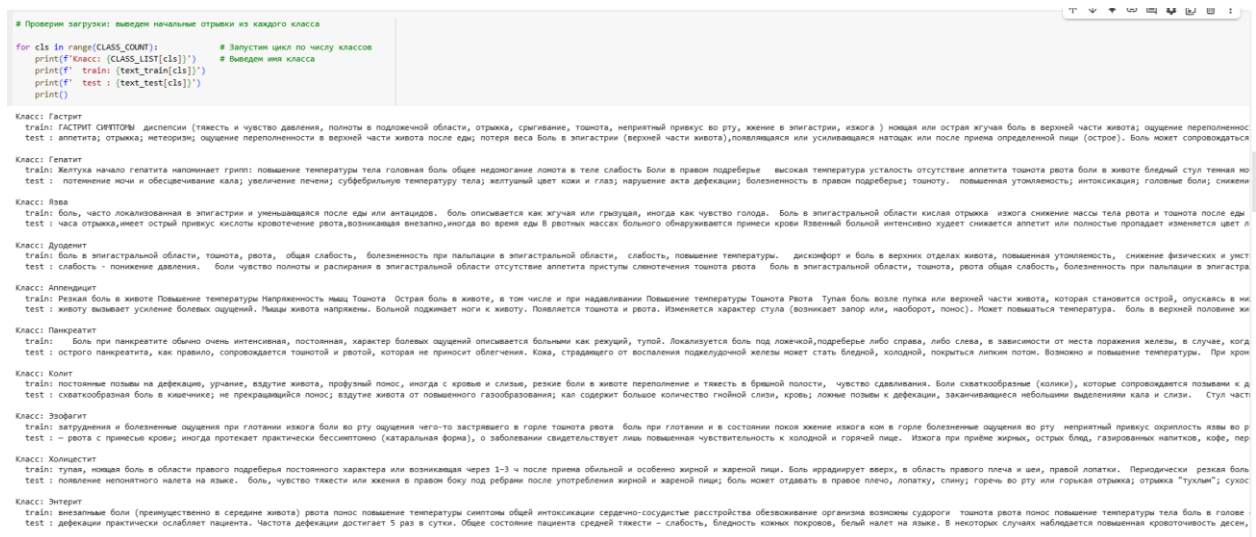 # Проверим загрузки: выведем начальные отрывки из каждого класса
for cls in range(CLASS_COUNT): # Запустим цикл по числу классов
print(f'Класс: {CLASS_LIST[cls]}') # Выведем имя класса
print(f' train: {text_train[cls]}')
print(f' test : {text_test[cls]}')
print()
Класс: Гастрит
train: ГАСТРИТ СИМПТОМЫ диспепсии (тяжесть и чувство давления, полноты в подложечной области, отрыжка, срыгивание, тошнота, неприятный привкус во рту, жжение в эпигастрии, изжога ) ноющая или острая жгучая боль в верхней части живота; ощущение переполненнос
test : аппетита; отрыжка; метеоризм; ощущение переполненности в верхней части живота после еды; потеря веса Боль в эпигастрии (верхней части живота),появляющаяся или усиливающаяся натощак или после приема определенной пищи (острое). Боль может сопровождаться
Класс: Гепатит
train: Желтуха начало гепатита напоминает грипп: повышение температуры тела головная боль общее недомогание ломота в теле слабость Боли в правом подреберье высокая температура усталость отсутствие аппетита тошнота рвота боли в животе бледный стул темная мо
test : потемнение мочи и обесцвечивание кала; увеличение печени; субфебрильную температуру тела; желтушный цвет кожи и глаз; нарушение акта дефекации; болезненность в правом подреберье; тошноту. повышенная утомляемость; интоксикация; головные боли; снижени
Класс: Язва
train: боль, часто локализованная в эпигастрии и уменьшающаяся после еды или антацидов. боль описывается как жгучая или грызущая, иногда как чувство голода. Боль в эпигастральной области кислая отрыжка изжога снижение массы тела рвота и тошнота после еды
test : часа отрыжка,имеет острый привкус кислоты кровотечение рвота,возникающая внезапно,иногда во время еды В рвотных массах больного обнаруживаются примеси крови Язвенный больной интенсивно худеет снижается аппетит или полностью пропадает изменяется цвет л
Класс: Дуоденит
train: боль в эпигастральной области, тошнота, рвота, общая слабость, болезненность при пальпации в эпигастральной области, слабость, повышение температуры. дискомфорт и боль в верхних отделах живота, повышенная утомляемость, снижение физических и умст
test : слабость - понижение давления. боли чувство полноты и распирания в эпигастральной области отсутствие аппетита приступы слюнотечения тошнота рвота боль в эпигастральной области, тошнота, рвота общая слабость, болезненность при пальпации в эпигастра
Класс: Аппендицит
train: Резкая боль в животе Повышение температуры Напряженность мышц Тошнота Острая боль в животе, в том числе и при надавливании Повышение температуры Тошнота Рвота Тупая боль возле пупка или верхней части живота, которая становится острой, опускаясь в ни
test : животу вызывает усиление болевых ощущений. Мышцы живота напряжены. Больной поджимает ноги к животу. Появляется тошнота и рвота. Изменяется характер стула (возникает запор или, наоборот, понос). Может повышаться температура. боль в верхней половине жи
Класс: Панкреатит
train: Боль при панкреатите обычно очень интенсивная, постоянная, характер болевых ощущений описывается больными как режущий, тупой. Локализуется боль под ложечкой,подреберье либо справа, либо слева, в зависимости от места поражения железы, в случае, когд
test : острого панкреатита, как правило, сопровождается тошнотой и рвотой, которая не приносит облегчения. Кожа, страдающего от воспаления поджелудочной железы может стать бледной, холодной, покрыться липким потом. Возможно и повышение температуры. При хрон
Класс: Колит
train: постоянные позывы на дефекацию, урчание, вздутие живота, профузный понос, иногда с кровью и слизью, резкие боли в животе переполнение и тяжесть в брюшной полости, чувство сдавливания. Боли схваткообразные (колики), которые сопровождаются позывами к д
test : схваткообразная боль в кишечнике; не прекращающийся понос; вздутие живота от повышенного газообразования; кал содержит большое количество гнойной слизи, кровь; ложные позывы к дефекации, заканчивающиеся небольшими выделениями кала и слизи. Стул част
Класс: Эзофагит
train: затруднения и болезненные ощущения при глотании изжога боли во рту ощущения чего-то застрявшего в горле тошнота рвота боль при глотании и в состоянии покоя жжение изжога ком в горле болезненные ощущения во рту неприятный привкус охриплость язвы во р
test : – рвота с примесью крови; иногда протекает практически бессимптомно (катаральная форма), о заболевании свидетельствует лишь повышенная чувствительность к холодной и горячей пище. Изжога при приёме жирных, острых блюд, газированных напитков, кофе, пер
Класс: Холицестит
train: тупая, ноющая боль в области правого подреберья постоянного характера или возникающая через 1–3 ч после приема обильной и особенно жирной и жареной пищи. Боль иррадиирует вверх, в область правого плеча и шеи, правой лопатки. Периодически резкая боль
test : появление непонятного налета на языке. боль, чувство тяжести или жжения в правом боку под ребрами после употребления жирной и жареной пищи; боль может отдавать в правое плечо, лопатку, спину; горечь во рту или горькая отрыжка; отрыжка "тухлым"; сухос
Класс: Энтерит
train: внезапныые боли (преимущественно в середине живота) рвота понос повышение температуры симптомы общей интоксикации сердечно-сосудистые расстройства обезвоживание организма возможны судороги тошнота рвота понос повышение температуры тела боль в голове
test : дефекации практически ослабляет пациента. Частота дефекации достигает 5 раз в сутки. Общее состояние пациента средней тяжести – слабость, бледность кожных покровов, белый налет на языке. В некоторых случаях наблюдается повышенная кровоточивость десен,